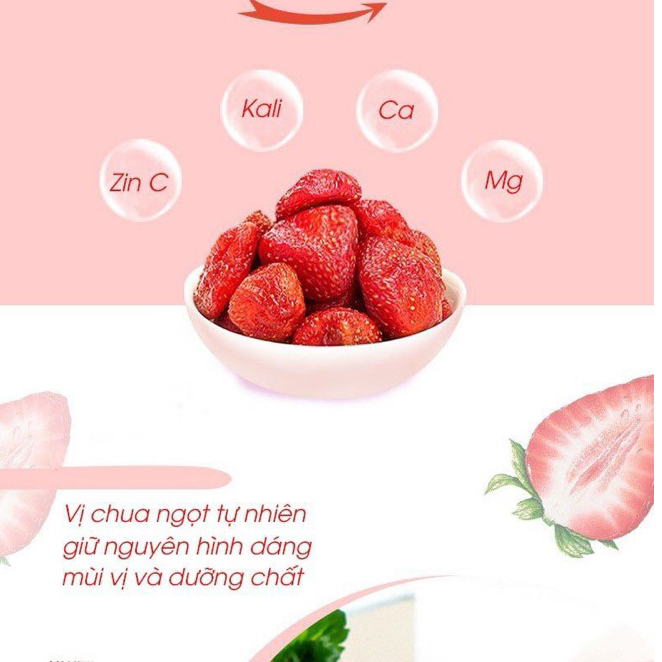 Kali
Ca
Zin C
Mg
Vị chua ngọt tự nhiên
giữ nguyên hình dáng
mùi vị và dưỡng chất